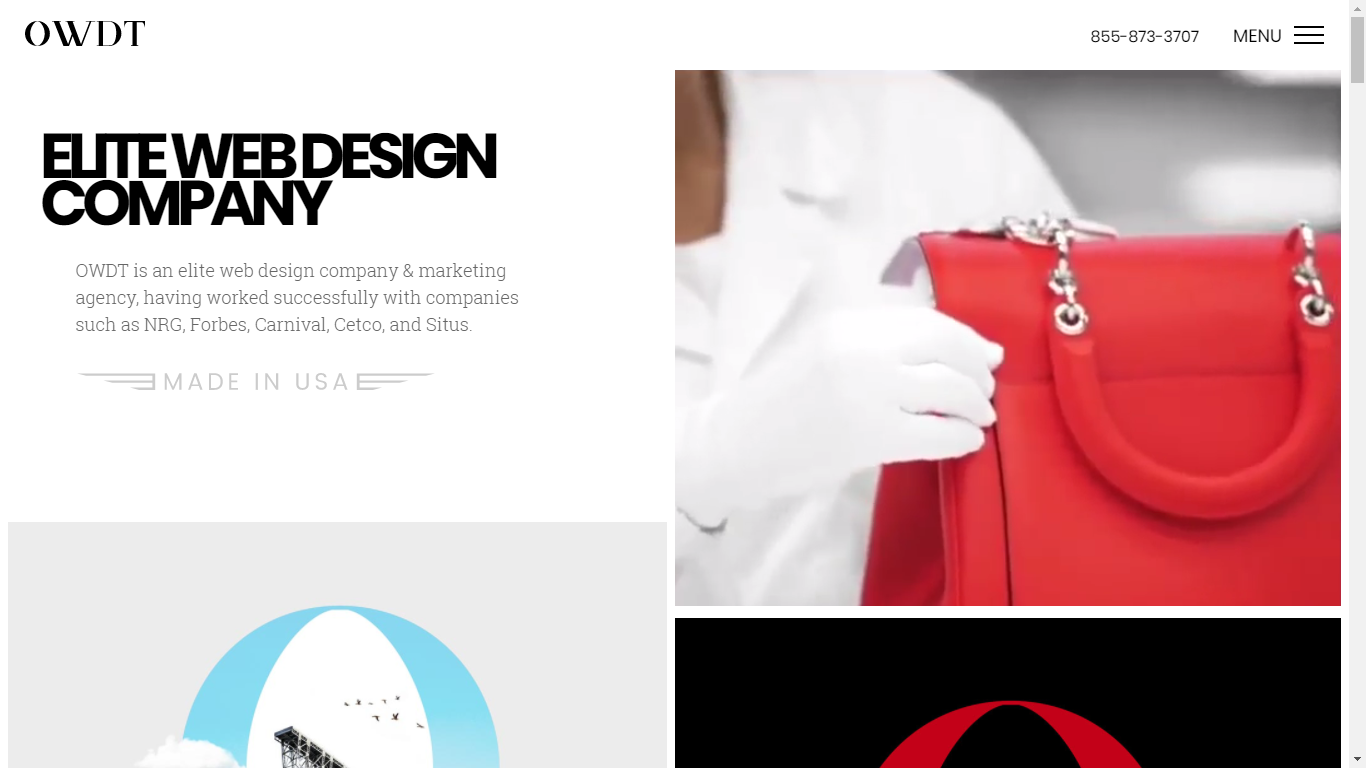 OWDT
855-873-3707
MENU
ELITE WEB DESIGN
COMPANY
OWDT is an elite web design company & marketing
agency, having worked successfully with companies
such as NRG, Forbes, Carnival, Cetco, and Situs.
MADE IN USA